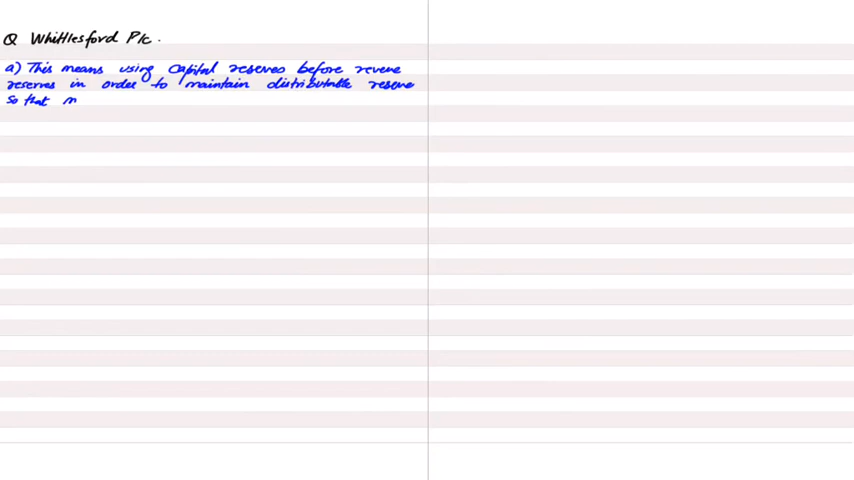 Q Whittlesford Plc.
a) This means using Capital reserves before revenue
reserves in order to maintain distributable reserve
so that m